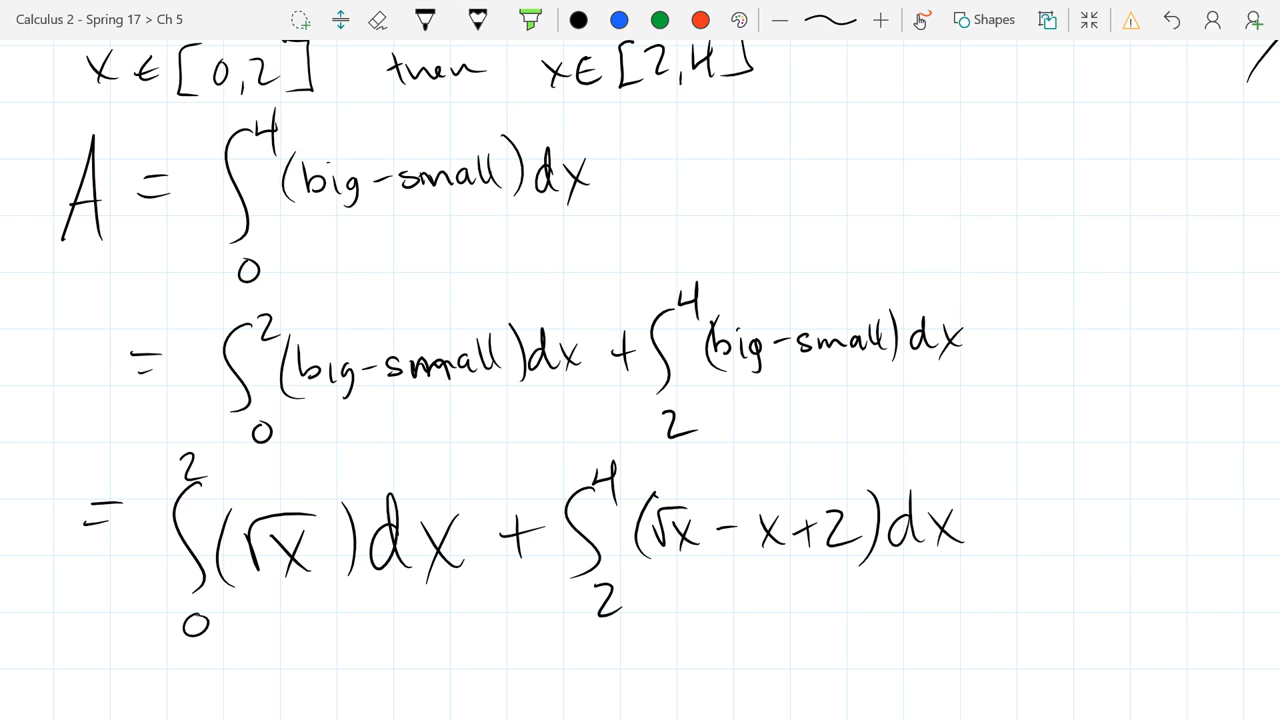 Calculus 2 - Spring 17 > Ch 5
Shapes
x ∈ [0,2] then x ∈ [2,4]
A = ∫₀⁴ (big-small) dx
= ∫₀² (big-small) dx + ∫₂⁴ (big-small) dx
= ∫₀² (√x) dx + ∫₂⁴ (√x - x + 2) dx